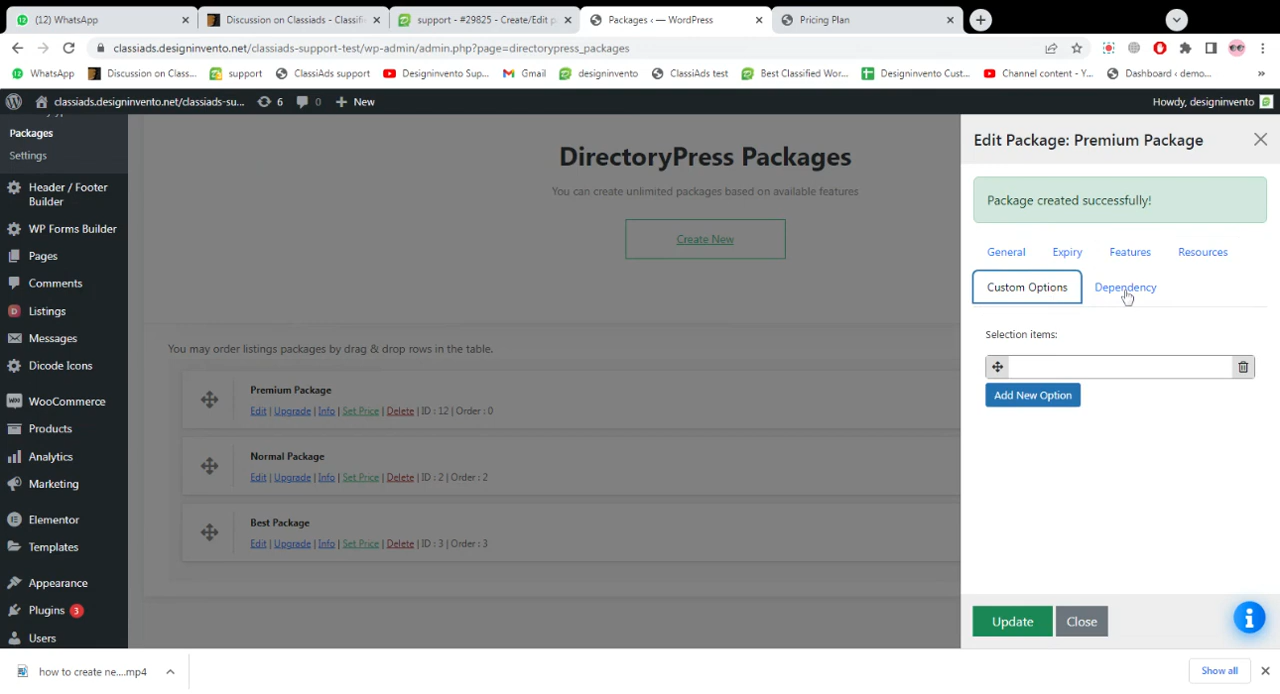 (12) WhatsApp
Discussion on Classiads - Classifi
support - #29825 - Create/Edit p
Packages ‹ — WordPress
Pricing Plan
classiads.designinvento.net/classiads-support-test/wp-admin/admin.php?page=directorypress_packages
WhatsApp
Discussion on Class...
support
ClassiAds support
Designinvento Sup...
Gmail
designinvento
ClassiAds test
Best Classified Wor...
Designinvento Cust...
Channel content - Y...
Dashboard ‹ demo...
»
classiads.designinvento.net/classiads-su...
6
0
New
Howdy, designinvento
Packages
Settings
Header / Footer
Builder
WP Forms Builder
Pages
Comments
Listings
Messages
Dicode Icons
WooCommerce
Products
Analytics
Marketing
Elementor
Templates
Appearance
Plugins 3
Users
DirectoryPress Packages
You can create unlimited packages based on available features
Create New
You may order listings packages by drag & drop rows in the table.
Premium Package
Edit | Upgrade | Info | Set Price | Delete | ID : 12 | Order : 0
Normal Package
Edit | Upgrade | Info | Set Price | Delete | ID : 2 | Order : 2
Best Package
Edit | Upgrade | Info | Set Price | Delete | ID : 3 | Order : 3
Edit Package: Premium Package
Package created successfully!
General Expiry Features Resources
Custom Options Dependency
Selection items:
Add New Option
Update Close
how to create ne....mp4
Show all